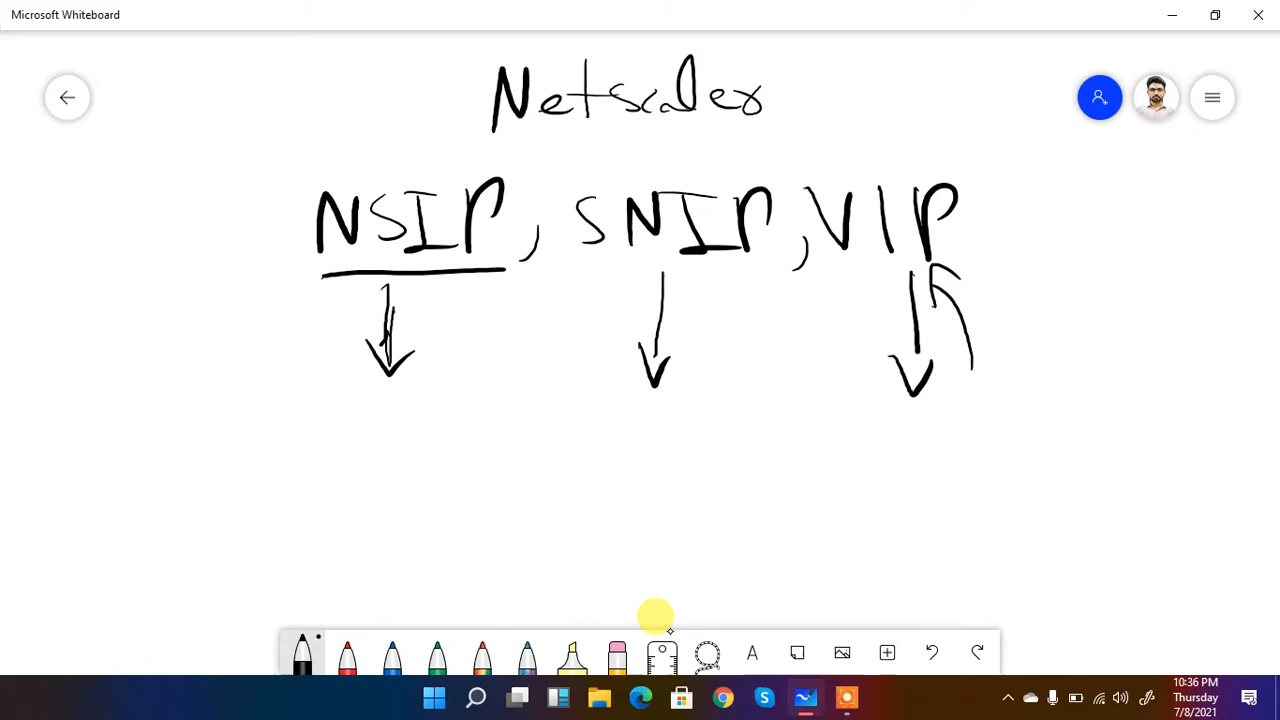 Microsoft Whiteboard
Netscaler
NSIP, SNIP, VIP
A
10:36 PM
Thursday
7/8/2021